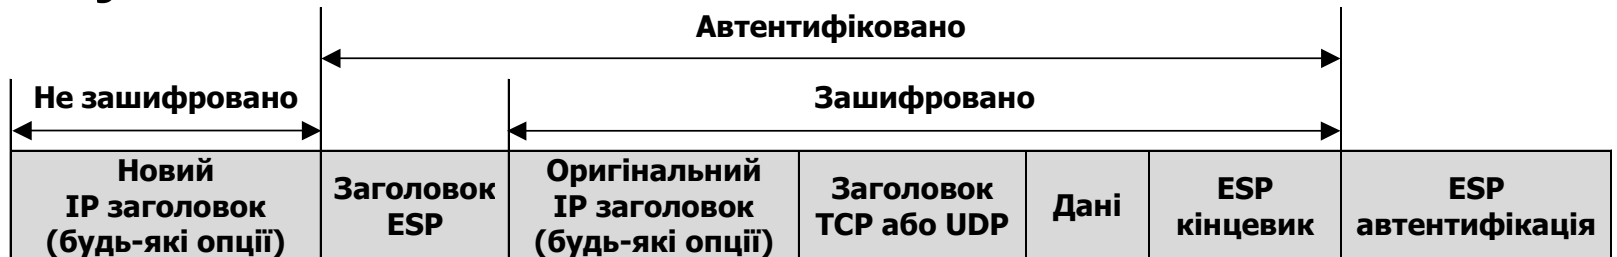 Автентифіковано
Не зашифровано
Зашифровано
Новий
IP заголовок
(будь-які опції)
Заголовок
ESP
Оригінальний
IP заголовок
(будь-які опції)
Заголовок
TCP або UDP
Дані
ESP
кінцевик
ESP
автентифікація